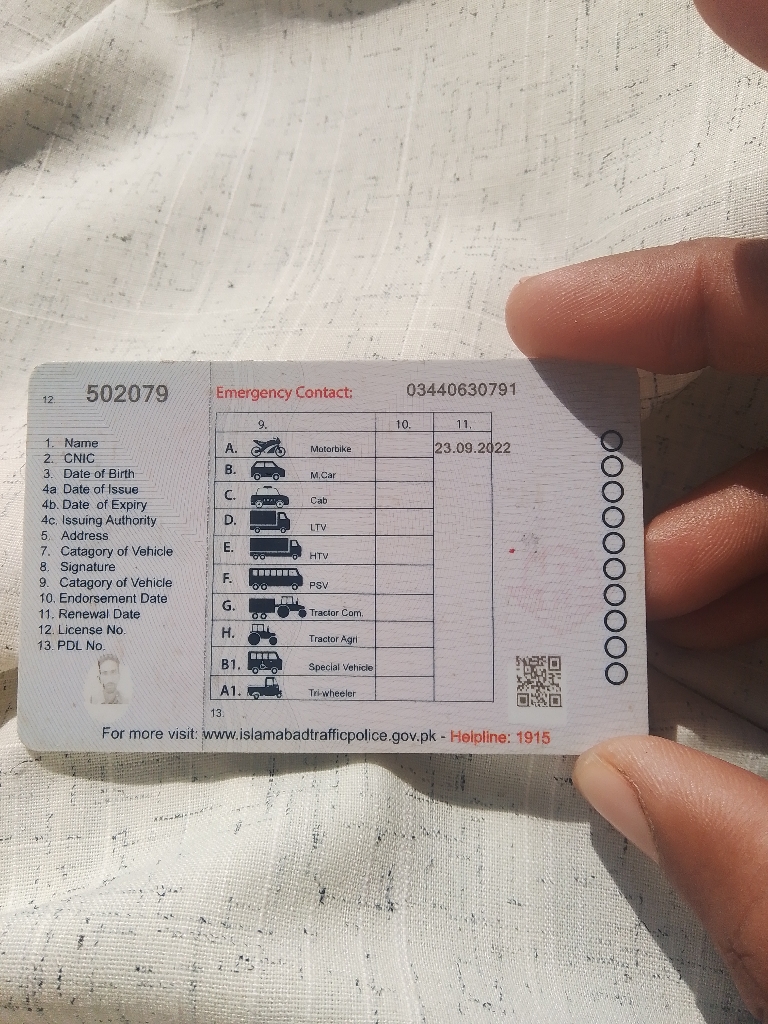 12. 502079
Emergency Contact: 03440630791
1. Name
2. CNIC
3. Date of Birth
4a Date of Issue
4b. Date of Expiry
4c. Issuing Authority
5. Address
7. Catagory of Vehicle
8. Signature
9. Catagory of Vehicle
10. Endorsement Date
11. Renewal Date
12. License No.
13. PDL No.
9. 10. 11.
A. Motorbike 23.09.2022
B. M.Car
C. Cab
D. LTV
E. HTV
F. PSV
G. Tractor Com.
H. Tractor Agri
B1. Special Vehicle
A1. Tri-wheeler
13.
For more visit: www.islamabadtrafficpolice.gov.pk - Helpline: 1915